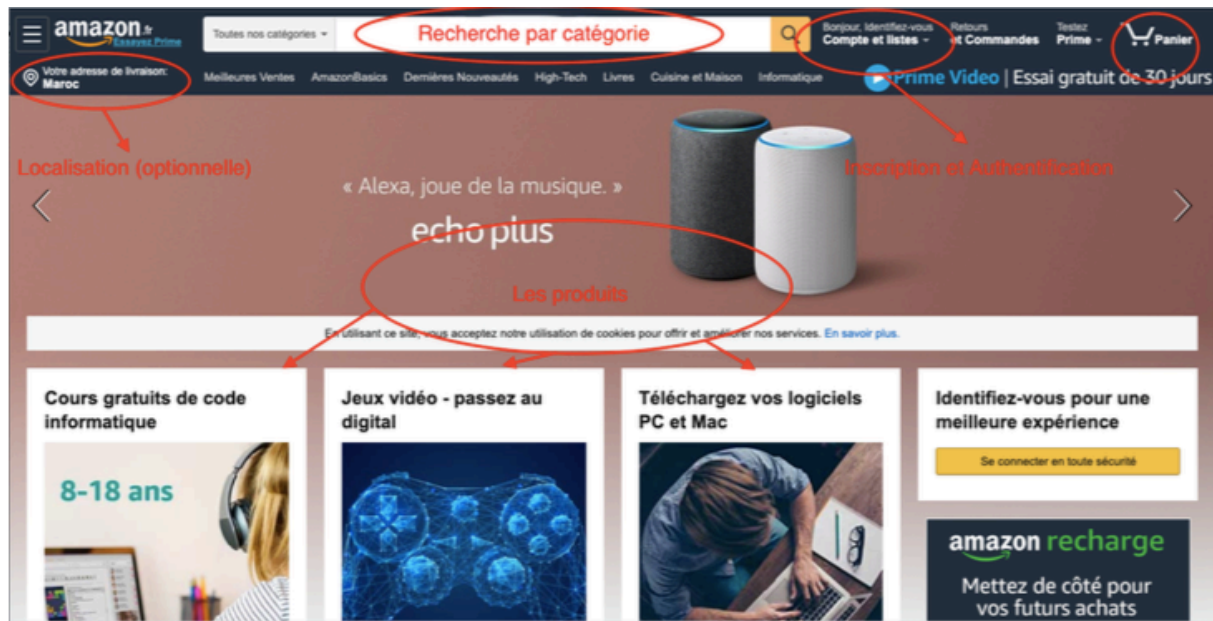 amazon.fr
Essayez Prime
Toutes nos catégories
Recherche par catégorie
Bonjour, Identifiez-vous
Compte et listes
Retours
et Commandes
Testez
Prime
Panier
Votre adresse de livraison:
Maroc
Meilleures Ventes AmazonBasics Dernières Nouveautés High-Tech Livres Cuisine et Maison Informatique
Prime Video | Essai gratuit de 30 jours
Localisation (optionnelle)
Inscription et Authentification
« Alexa, joue de la musique. »
echo plus
Les produits
En utilisant ce site, vous acceptez notre utilisation de cookies pour offrir et améliorer nos services. En savoir plus.
Cours gratuits de code
informatique
8-18 ans
Jeux vidéo - passez au
digital
Téléchargez vos logiciels
PC et Mac
Identifiez-vous pour une
meilleure expérience
Se connecter en toute sécurité
amazon recharge
Mettez de côté pour
vos futurs achats